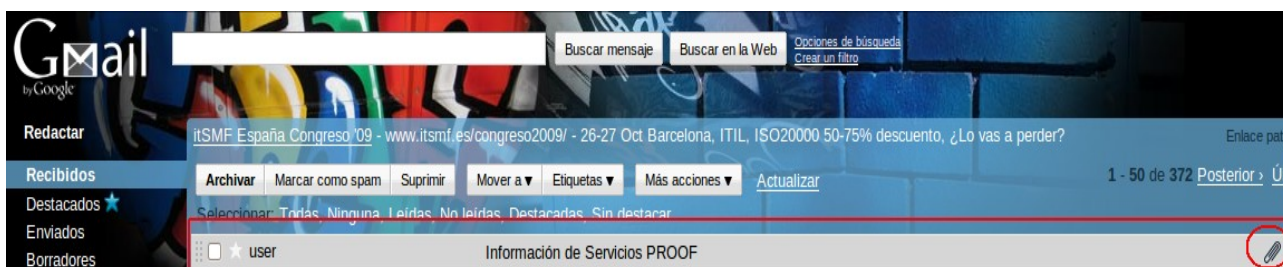 Gmail
by Google
Buscar mensaje Buscar en la Web Opciones de búsqueda
Crear un filtro
Redactar
itSMF España Congreso '09 - www.itsmf.es/congreso2009/ - 26-27 Oct Barcelona, ITIL, ISO20000 50-75% descuento, ¿Lo vas a perder? Enlace pat
Recibidos
Archivar Marcar como spam Suprimir Mover a Etiquetas Más acciones Actualizar 1 - 50 de 372 Posterior › Ú
Destacados
Seleccionar: Todas, Ninguna, Leídas, No leídas, Destacadas, Sin destacar
Enviados
user Información de Servicios PROOF
Borradores